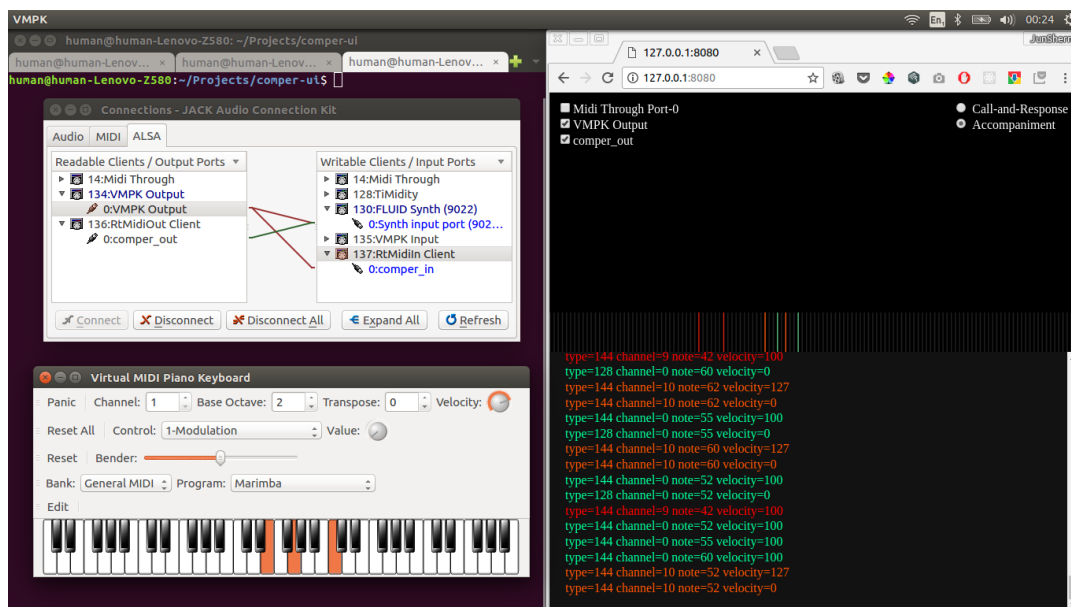 VMPK
En1
00:24
human@human-Lenovo-Z580: ~/Projects/comper-ui
human@human-Lenov... ×
human@human-Lenov... ×
human@human-Lenov... ×
human@human-Lenovo-Z580:~/Projects/comper-ui$
Connections - JACK Audio Connection Kit
Audio MIDI ALSA
Readable Clients / Output Ports
Writable Clients / Input Ports
14:Midi Through
134:VMPK Output
0:VMPK Output
136:RtMidiOut Client
0:comper_out
14:Midi Through
128:TiMidity
130:FLUID Synth (9022)
0:Synth input port (902...
135:VMPK Input
137:RtMidiIn Client
0:comper_in
Connect Disconnect Disconnect All Expand All Refresh
Virtual MIDI Piano Keyboard
Panic Channel: 1 Base Octave: 2 Transpose: 0 Velocity:
Reset All Control: 1-Modulation Value:
Reset Bender:
Bank: General MIDI Program: Marimba
Edit
127.0.0.1:8080 ×
127.0.0.1:8080
Midi Through Port-0
VMPK Output
comper_out
Call-and-Response
Accompaniment
type=144 channel=9 note=42 velocity=100
type=128 channel=0 note=60 velocity=0
type=144 channel=10 note=62 velocity=127
type=144 channel=10 note=62 velocity=0
type=144 channel=0 note=55 velocity=100
type=128 channel=0 note=55 velocity=0
type=144 channel=10 note=60 velocity=127
type=144 channel=10 note=60 velocity=0
type=144 channel=0 note=52 velocity=100
type=128 channel=0 note=52 velocity=0
type=144 channel=9 note=42 velocity=100
type=144 channel=0 note=52 velocity=100
type=144 channel=0 note=55 velocity=100
type=144 channel=0 note=60 velocity=100
type=144 channel=10 note=52 velocity=127
type=144 channel=10 note=52 velocity=0